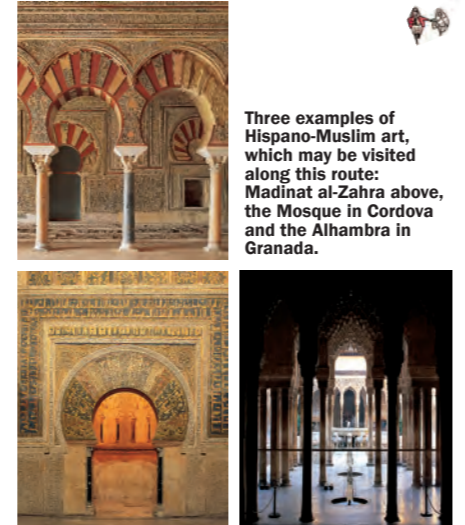 Three examples of
Hispano-Muslim art,
which may be visited
along this route:
Madinat al-Zahra above,
the Mosque in Cordova
and the Alhambra in
Granada.